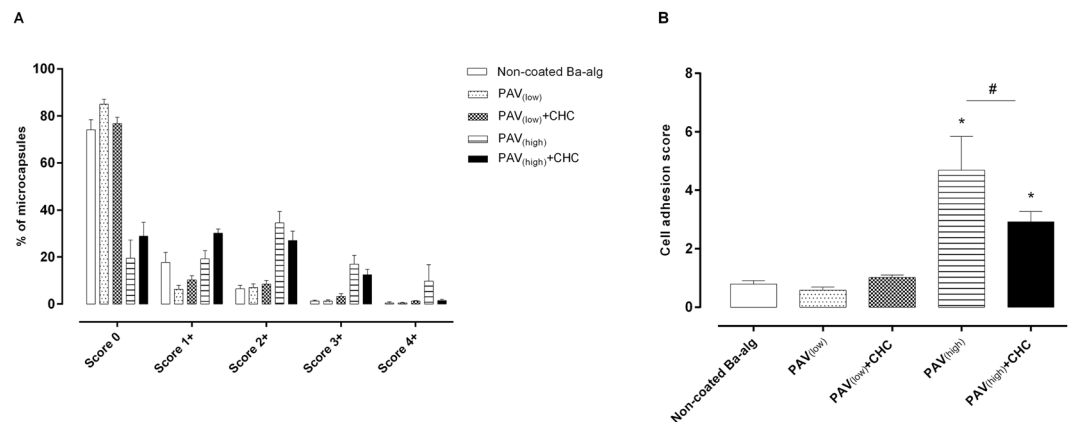 A
% of microcapsules
100
80
60
40
20
0
Score 0
Score 1+
Score 2+
Score 3+
Score 4+
Non-coated Ba-alg
PAV(low)
PAV(low)+CHC
PAV(high)
PAV(high)+CHC
B
Cell adhesion score
8
6
4
2
0
*
#
*
Non-coated Ba-alg
PAV(low)
PAV(low)+CHC
PAV(high)
PAV(high)+CHC